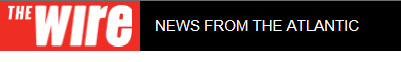 THE WIRE NEWS FROM THE ATLANTIC